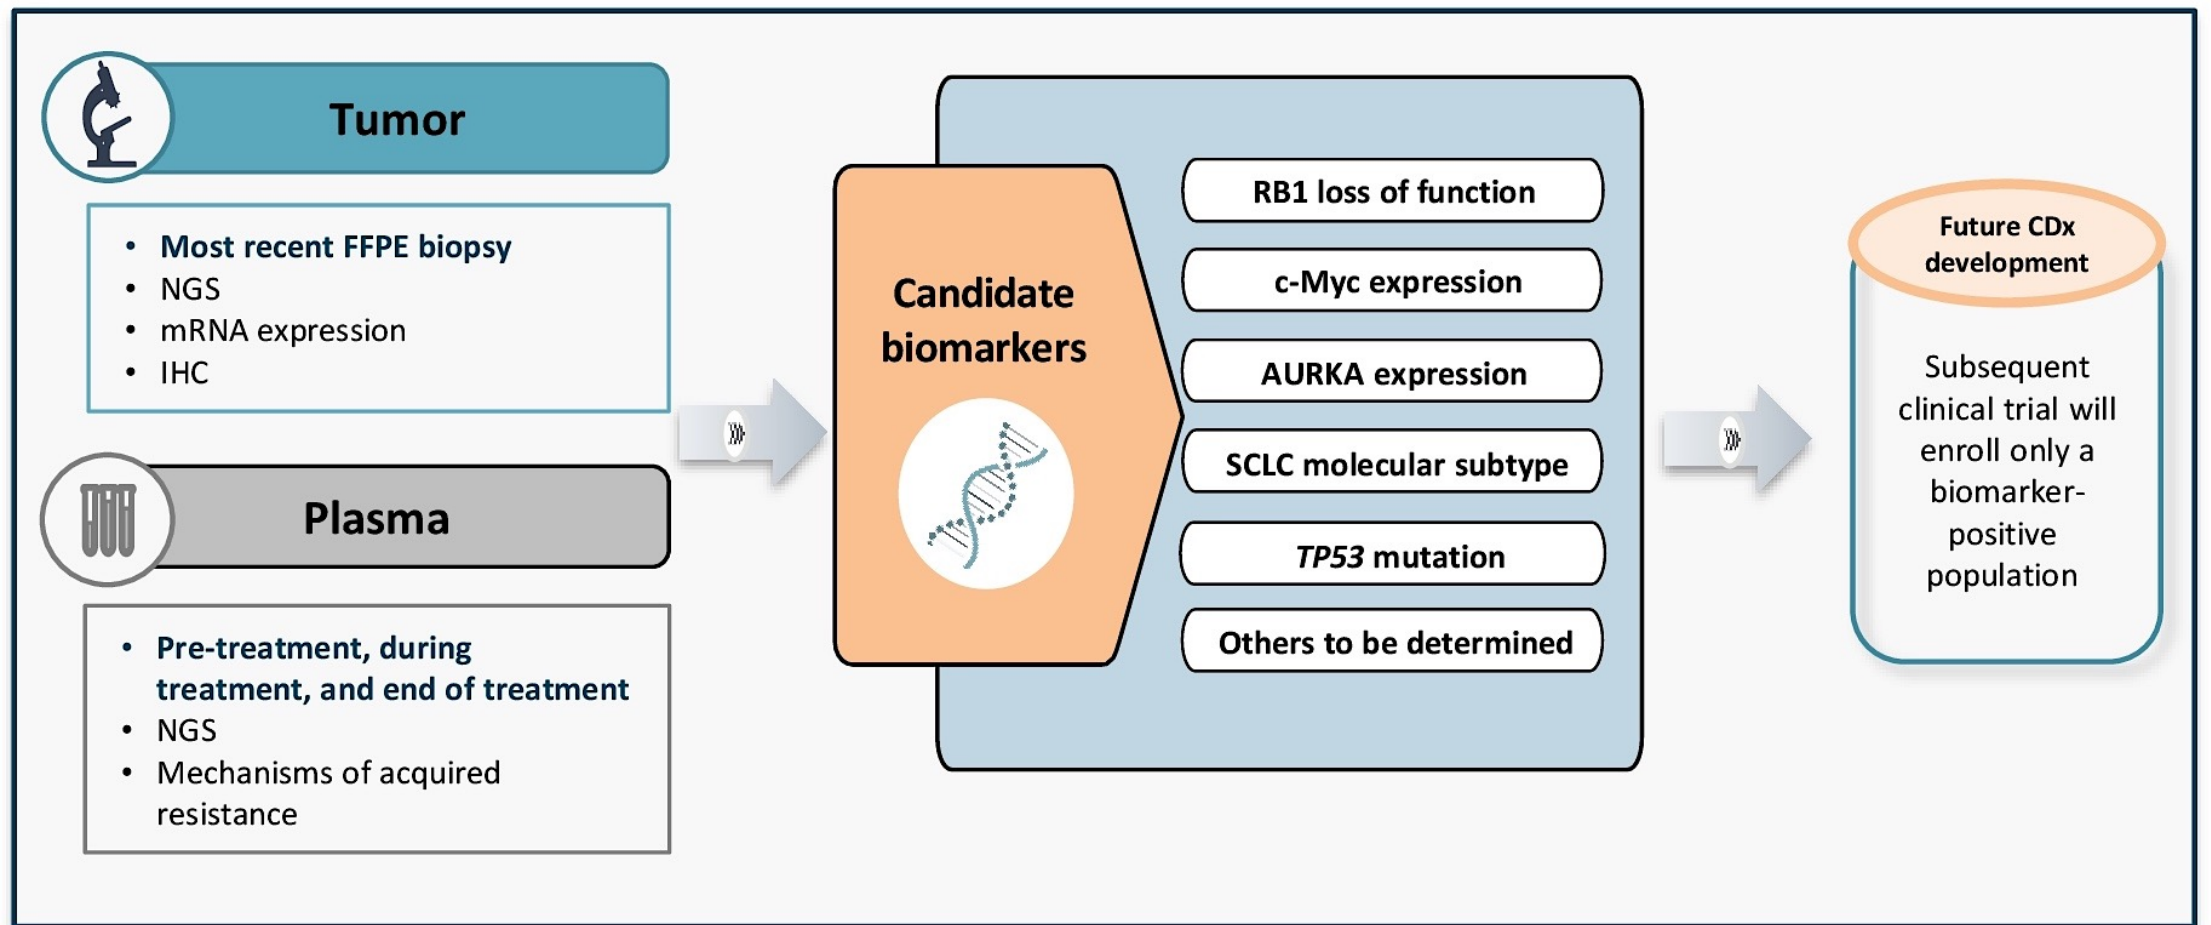 Tumor
• Most recent FFPE biopsy
• NGS
• mRNA expression
• IHC
Plasma
• Pre-treatment, during
treatment, and end of treatment
• NGS
• Mechanisms of acquired
resistance
Candidate
biomarkers
RB1 loss of function
c-Myc expression
AURKA expression
SCLC molecular subtype
TP53 mutation
Others to be determined
Future CDx
development
Subsequent
clinical trial will
enroll only a
biomarker-
positive
population